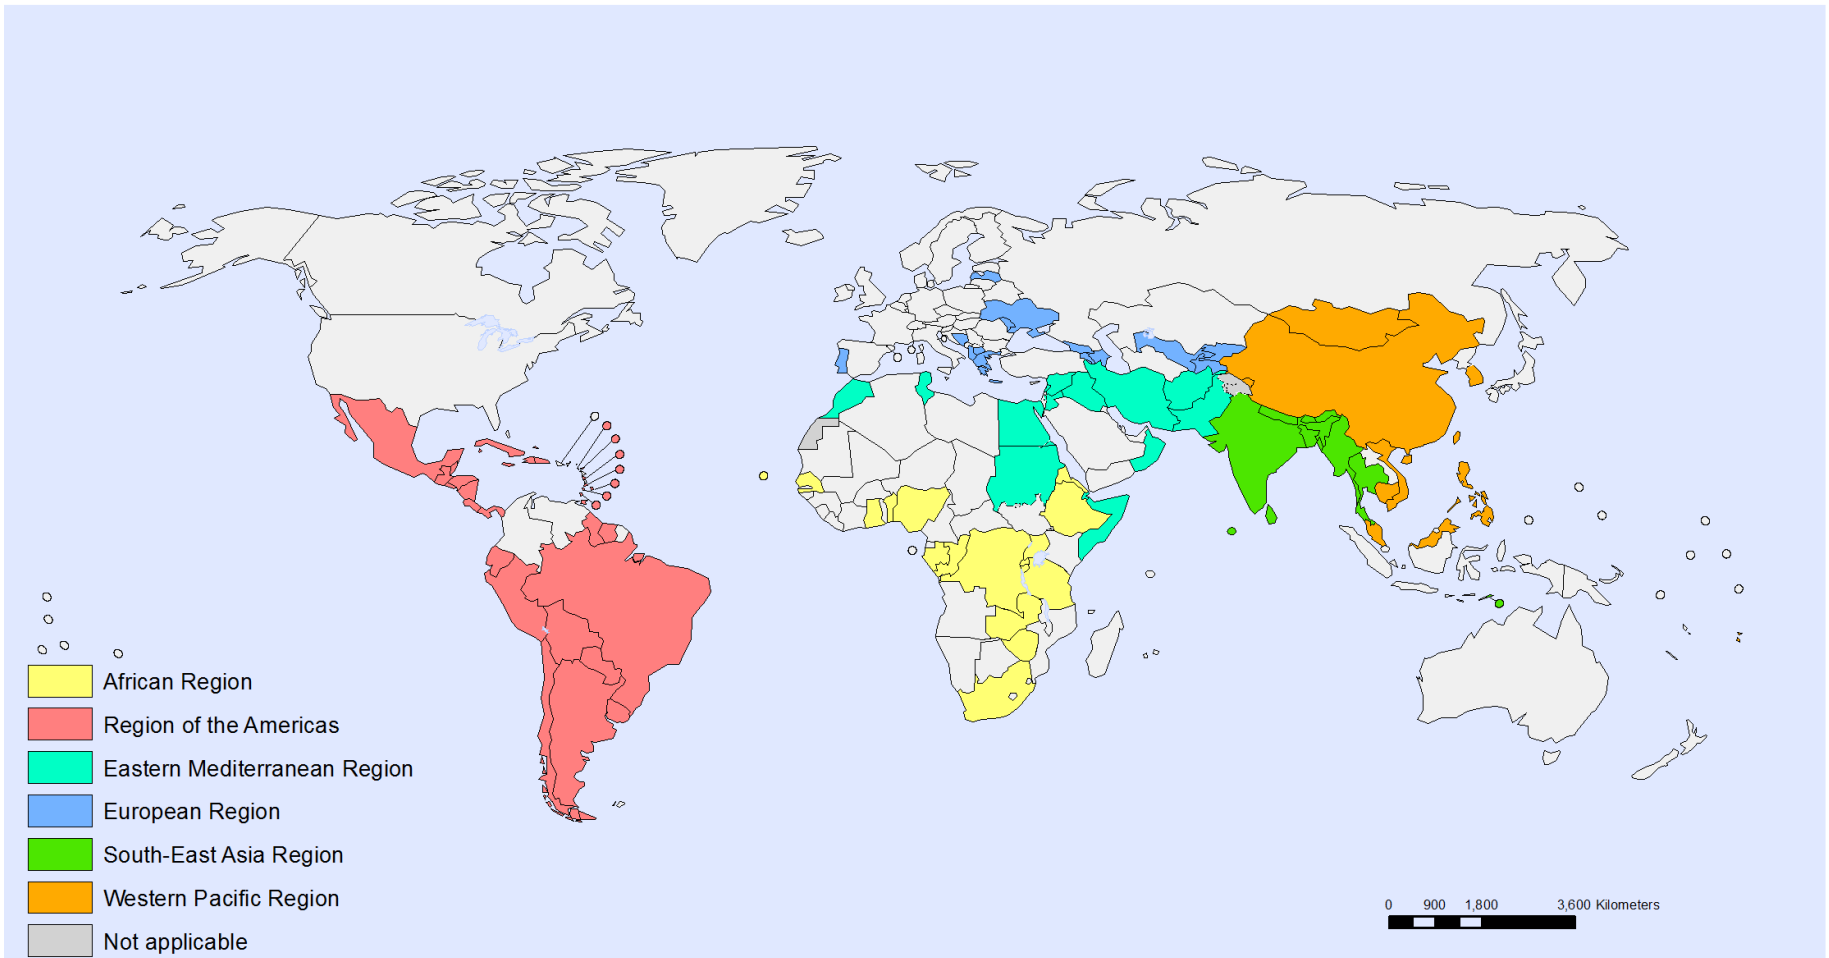 African Region
Region of the Americas
Eastern Mediterranean Region
European Region
South-East Asia Region
Western Pacific Region
Not applicable
0 900 1,800 3,600 Kilometers